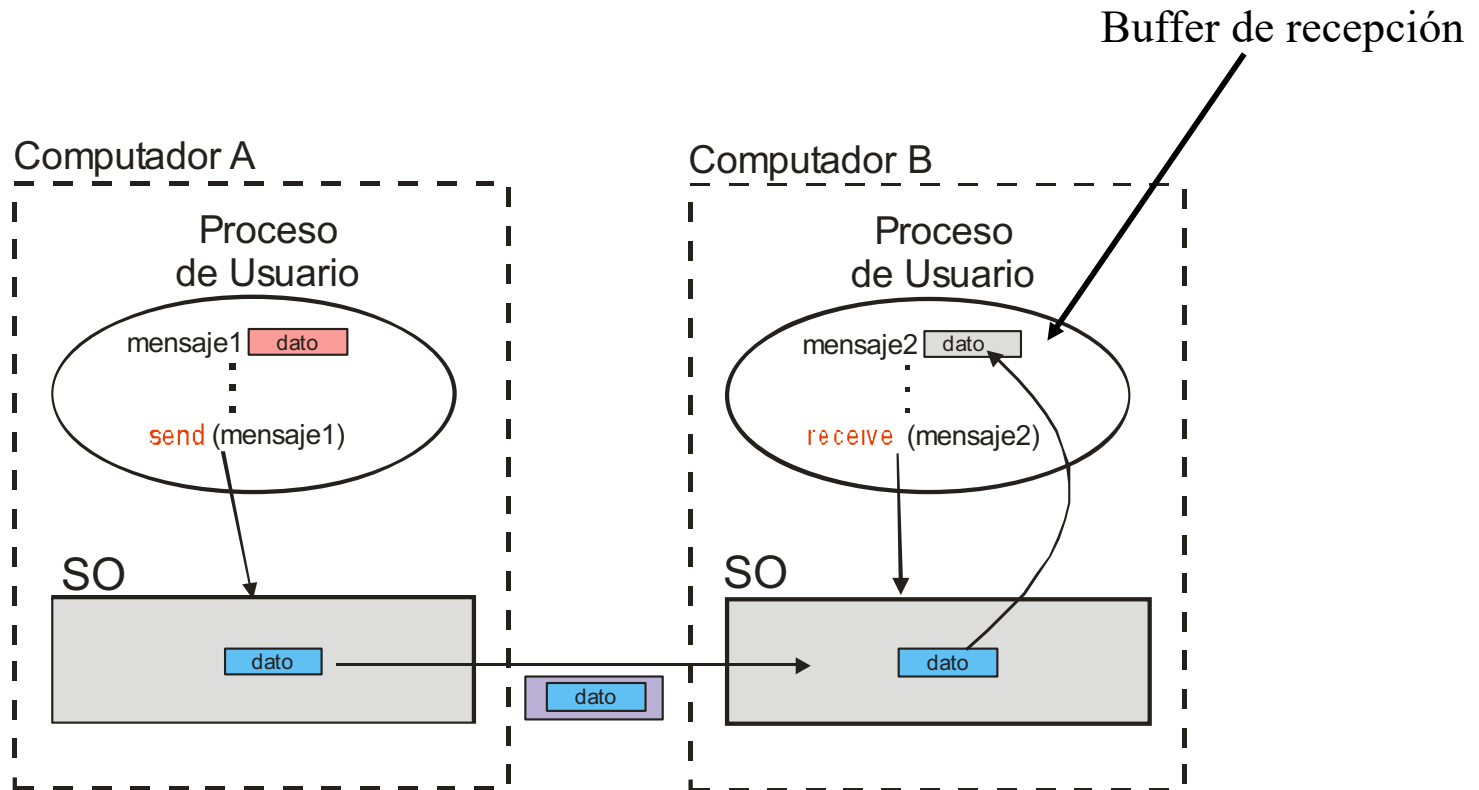 Buffer de recepción
Computador A
Proceso
de Usuario
mensaje1 dato
send (mensaje1)
SO
dato
dato
Computador B
Proceso
de Usuario
mensaje2 dato
receive (mensaje2)
SO
dato